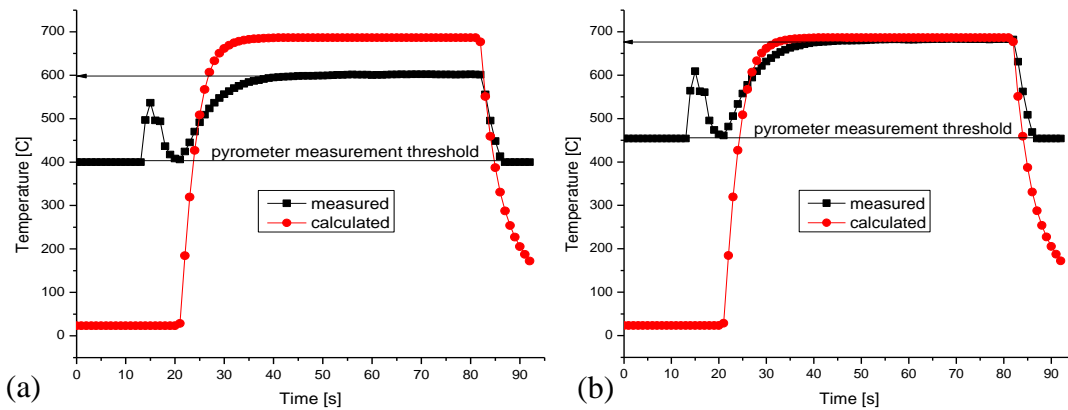 700
600
500
400
300
200
100
0
Temperature [C]
pyrometer measurement threshold
measured
calculated
0 10 20 30 40 50 60 70 80 90
Time [s]
(a)
700
600
500
400
300
200
100
0
Temperature [C]
pyrometer measurement threshold
measured
calculated
0 10 20 30 40 50 60 70 80 90
Time [s]
(b)